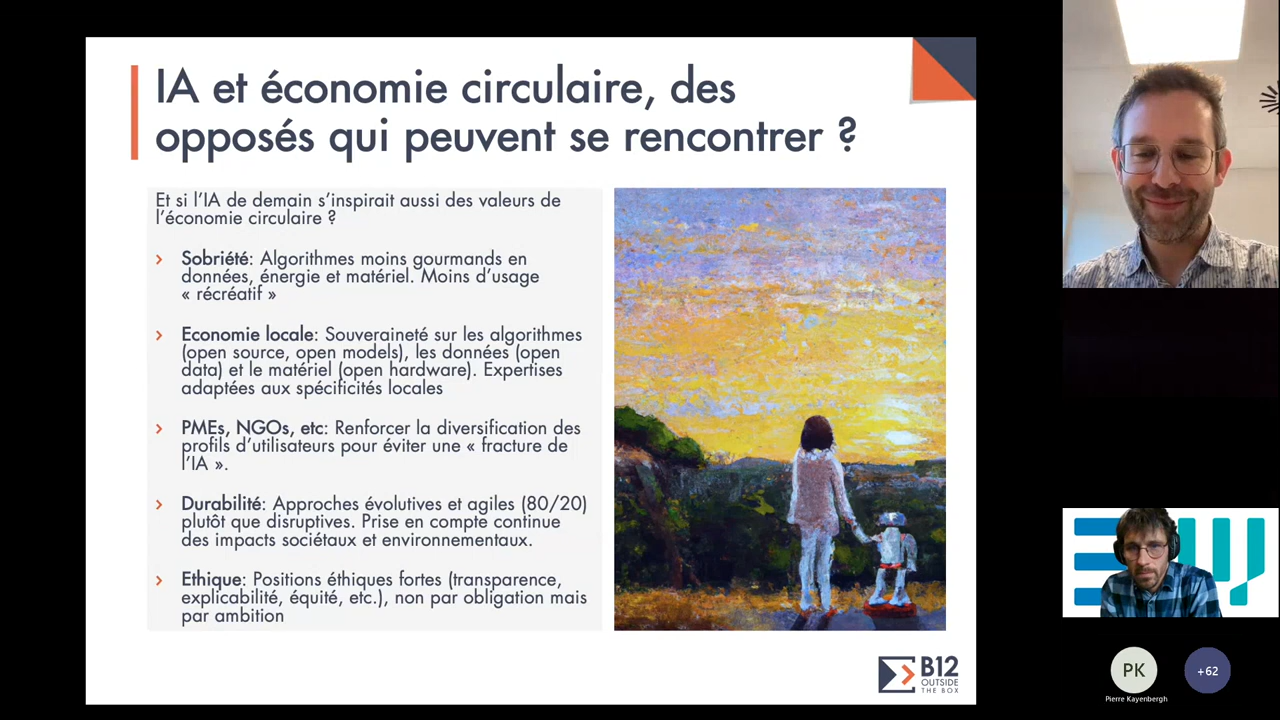 IA et économie circulaire, des
opposés qui peuvent se rencontrer ?
Et si l’IA de demain s’inspirait aussi des valeurs de
l’économie circulaire ?
› Sobriété: Algorithmes moins gourmands en
données, énergie et matériel. Moins d’usage
« récréatif »
› Economie locale: Souveraineté sur les algorithmes
(open source, open models), les données (open
data) et le matériel (open hardware). Expertises
adaptées aux spécificités locales
› PMEs, NGOs, etc: Renforcer la diversification des
profils d’utilisateurs pour éviter une « fracture de
l’IA ».
› Durabilité: Approches évolutives et agiles (80/20)
plutôt que disruptives. Prise en compte continue
des impacts sociétaux et environnementaux.
› Ethique: Positions éthiques fortes (transparence,
explicabilité, équité, etc.), non par obligation mais
par ambition
B12
OUTSIDE
THE BOX
PK
+62
Pierre Kayenbergh